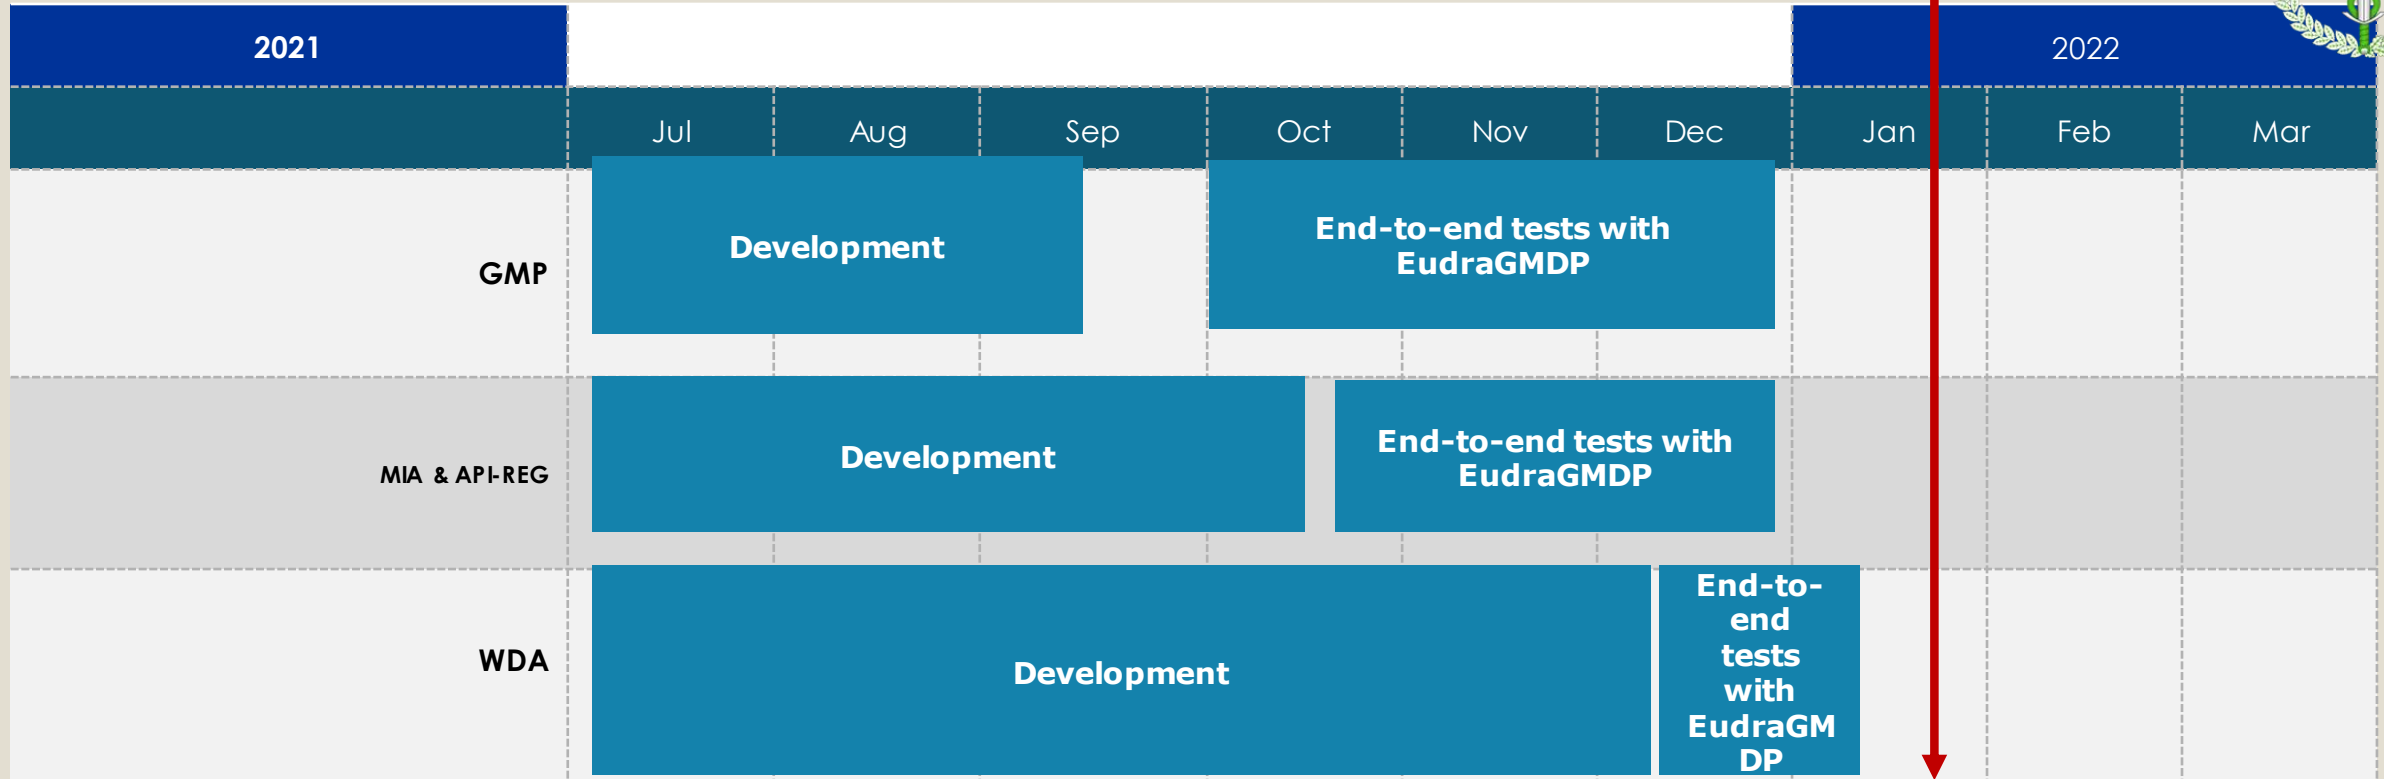 2021
2022
Jul
Aug
Sep
Oct
Nov
Dec
Jan
Feb
Mar
GMP
Development
End-to-end tests with
EudraGMDP
MIA & API-REG
Development
End-to-end tests with
EudraGMDP
WDA
Development
End-to-
end
tests
with
EudraGM
DP